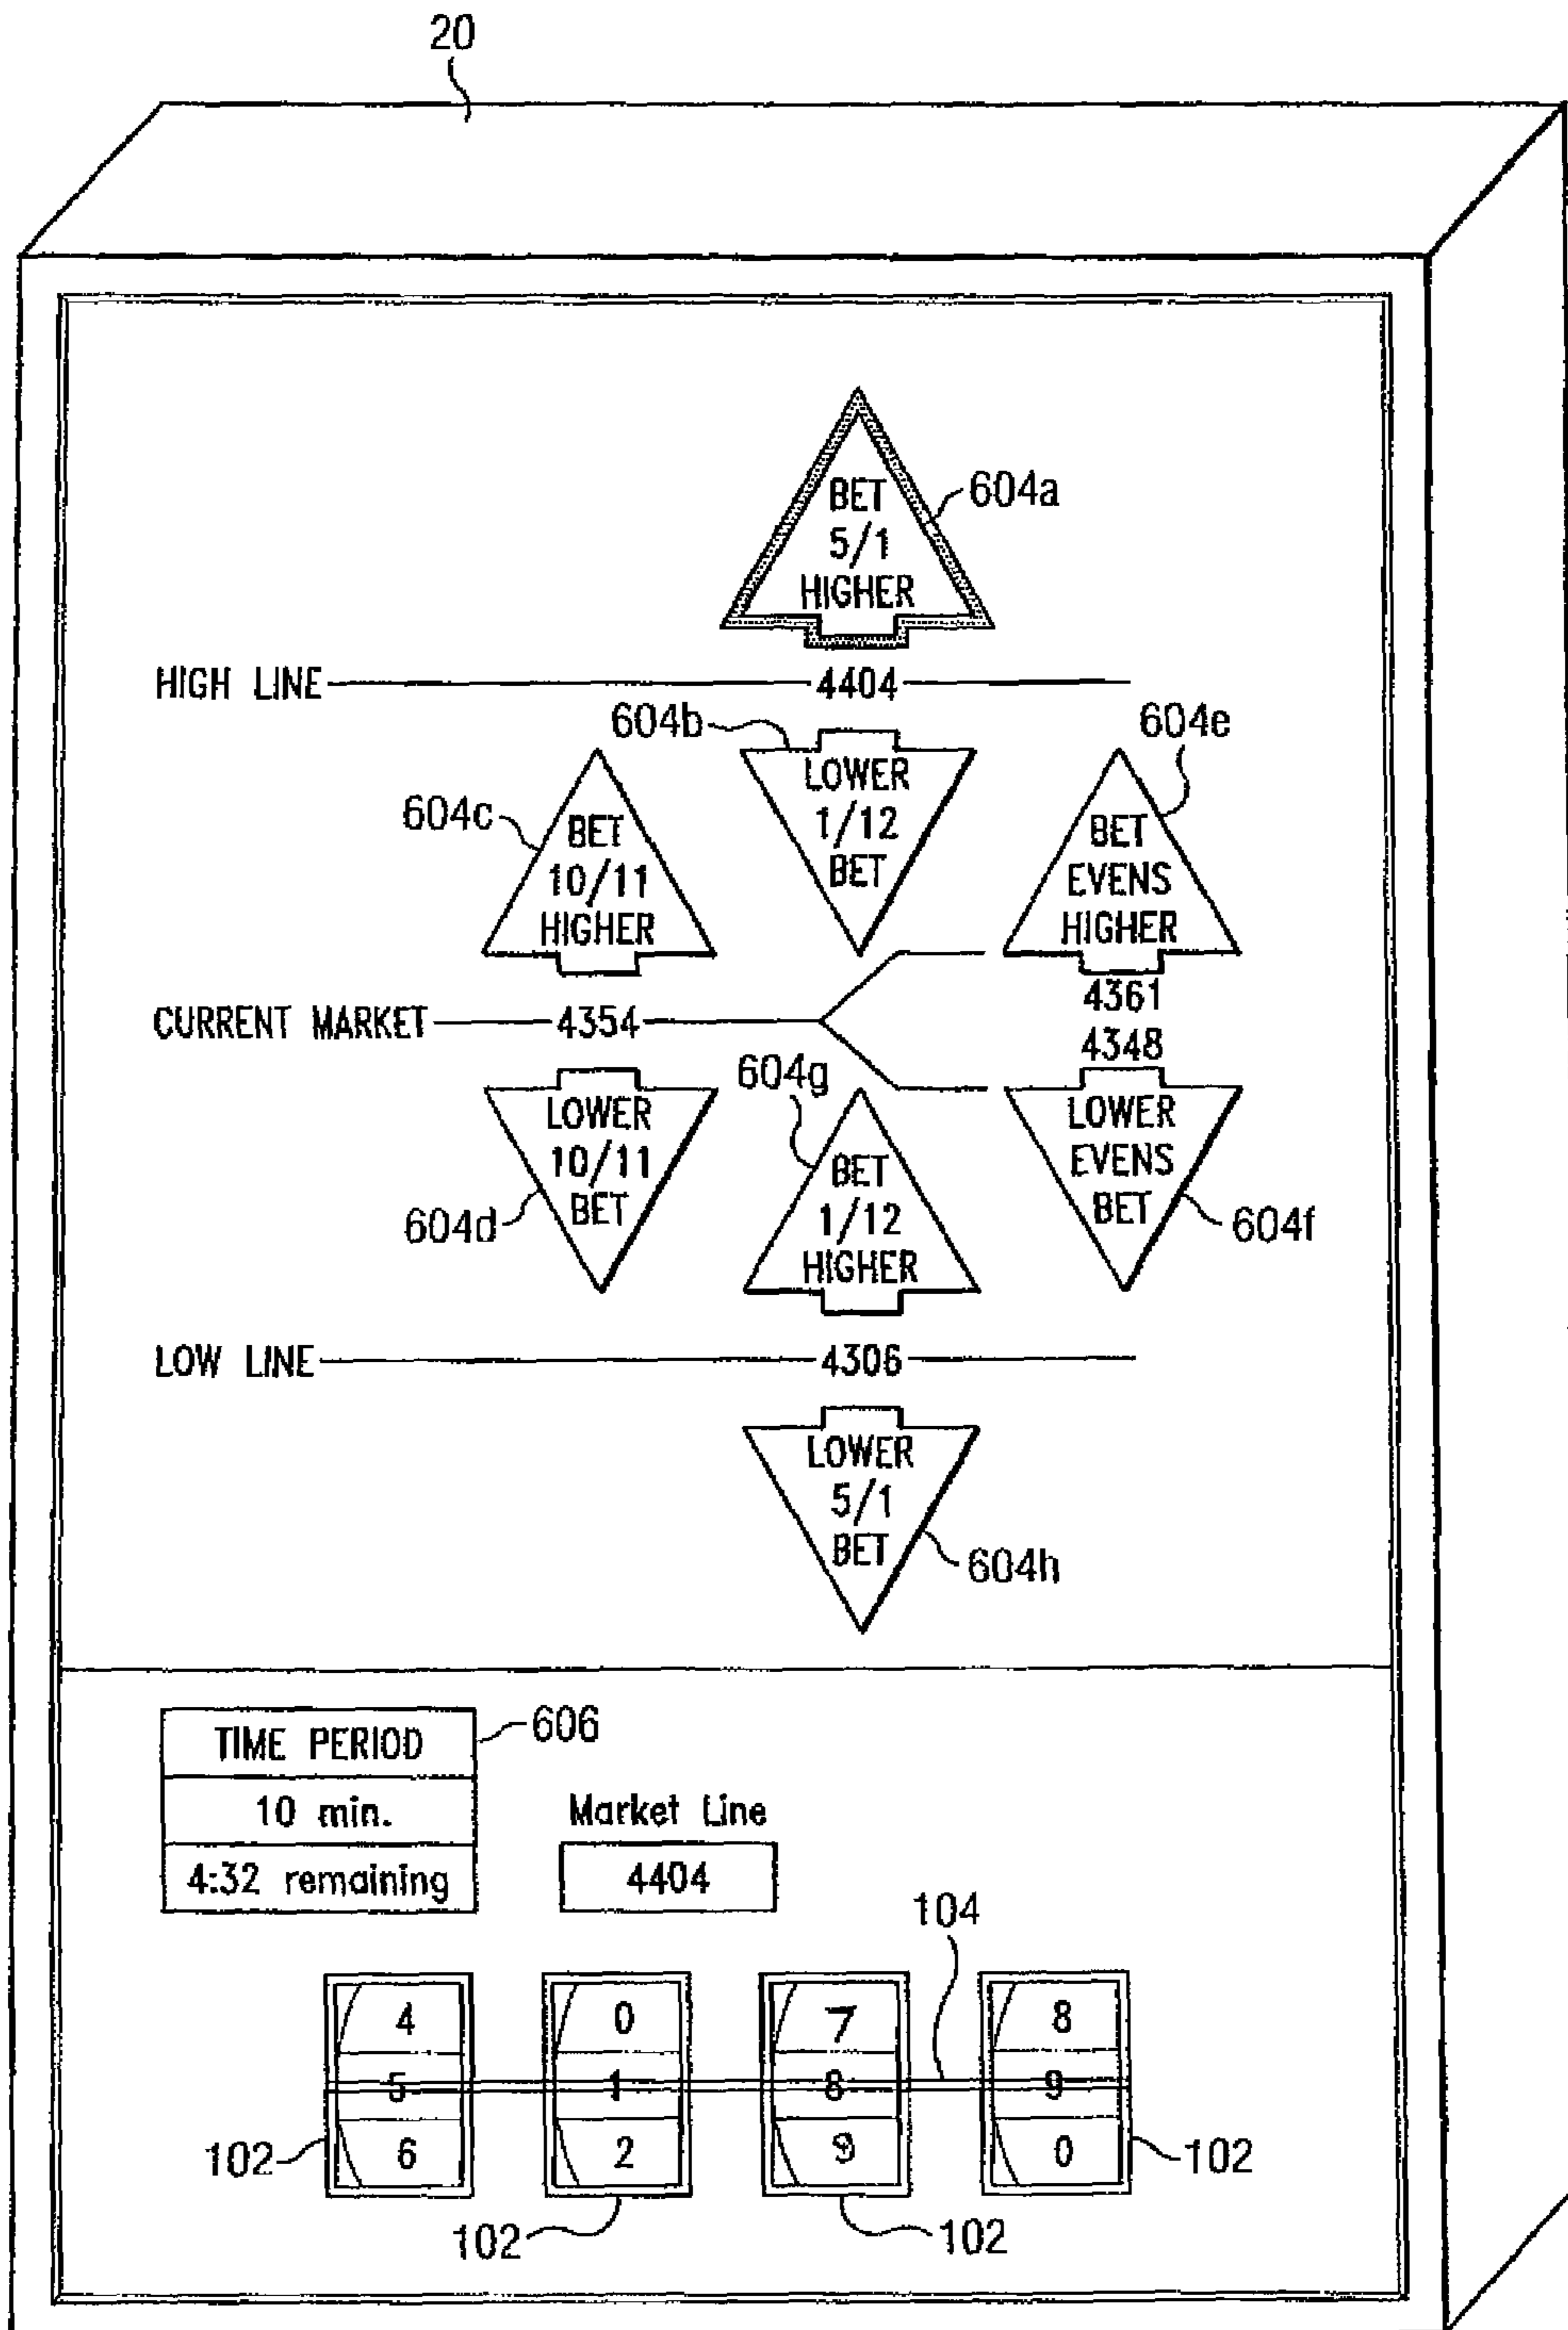 20
BET
5/1
HIGHER
604a
HIGH LINE 4404
604b
604e
604c
LOWER
1/12
BET
BET
10/11
HIGHER
BET
EVENS
HIGHER
4361
CURRENT MARKET 4354
4348
604g
LOWER
10/11
BET
LOWER
EVENS
BET
604d
BET
1/12
HIGHER
604f
LOW LINE 4306
LOWER
5/1
BET
604h
TIME PERIOD
606
10 min.
4:32 remaining
Market Line
4404
104
4 0 7 8
5 1 8 9
6 2 9 0
102 102
102 102